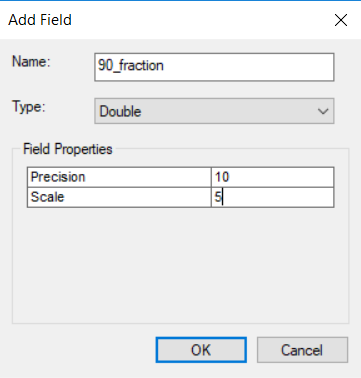 Add Field
Name: 90_fraction
Type: Double
Field Properties
Precision 10
Scale 5
OK Cancel